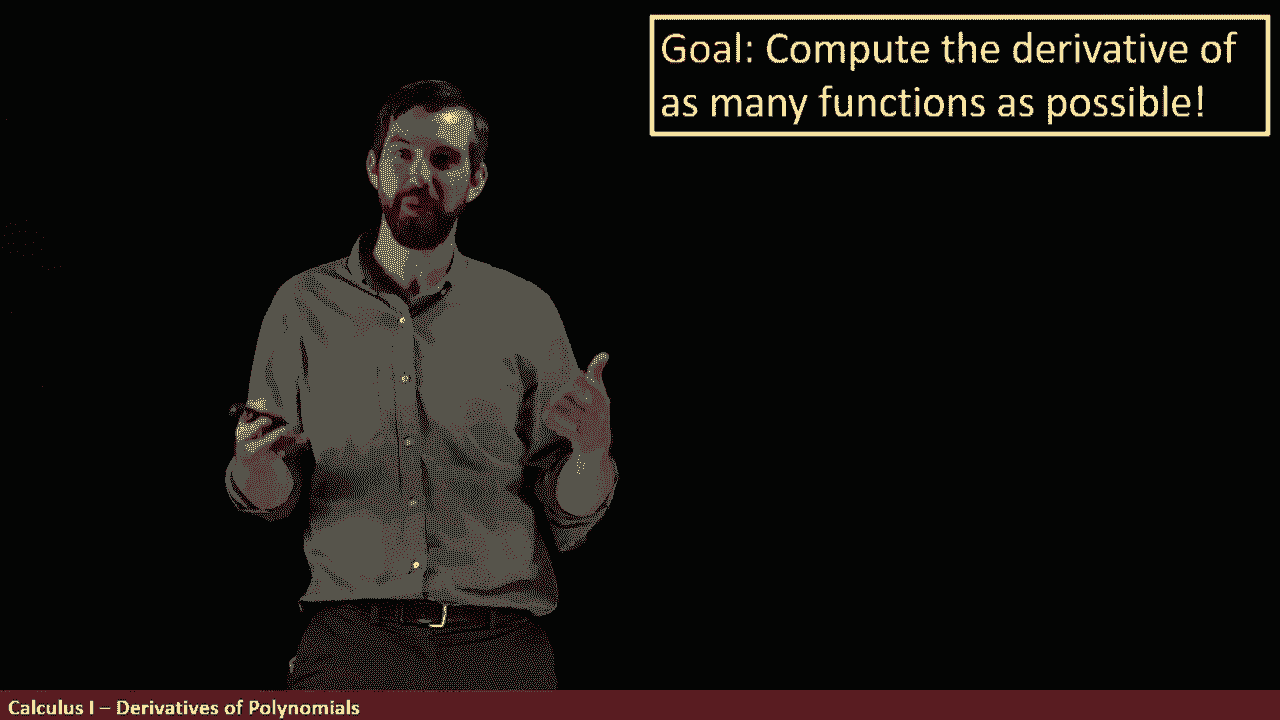 Goal: Compute the derivative of
as many functions as possible!
Calculus I – Derivatives of Polynomials